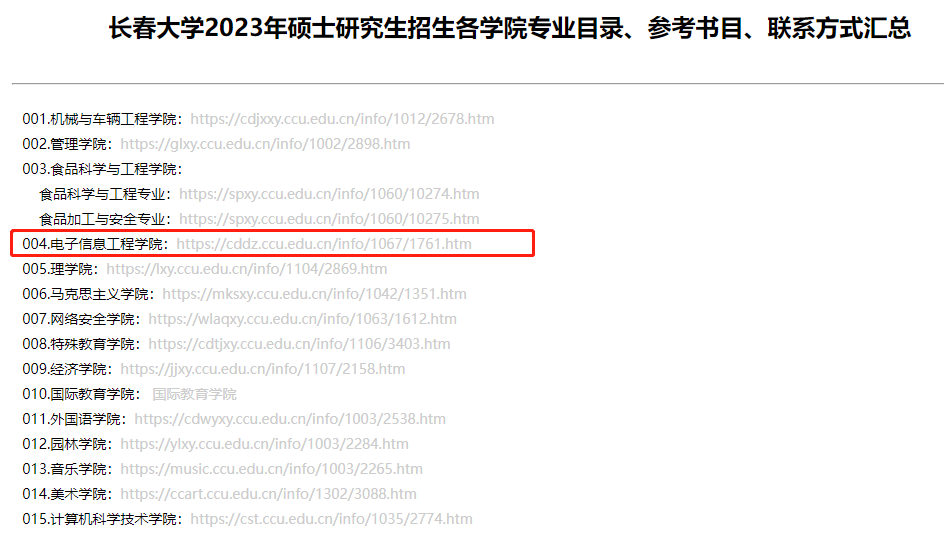 长春大学2023年硕士研究生招生各学院专业目录、参考书目、联系方式汇总
001.机械与车辆工程学院：https://cdjxxy.ccu.edu.cn/info/1012/2678.htm
002.管理学院：https://glxy.ccu.edu.cn/info/1002/2898.htm
003.食品科学与工程学院：
食品科学与工程专业：https://spxy.ccu.edu.cn/info/1060/10274.htm
食品加工与安全专业：https://spxy.ccu.edu.cn/info/1060/10275.htm
004.电子信息工程学院：https://cddz.ccu.edu.cn/info/1067/1761.htm
005.理学院：https://lxy.ccu.edu.cn/info/1104/2869.htm
006.马克思主义学院：https://mksxy.ccu.edu.cn/info/1042/1351.htm
007.网络安全学院：https://wlaqxy.ccu.edu.cn/info/1063/1612.htm
008.特殊教育学院：https://cdtjxy.ccu.edu.cn/info/1106/3403.htm
009.经济学院：https://jjxy.ccu.edu.cn/info/1107/2158.htm
010.国际教育学院： 国际教育学院
011.外国语学院：https://cdwyxy.ccu.edu.cn/info/1003/2538.htm
012.园林学院：https://ylxy.ccu.edu.cn/info/1003/2284.htm
013.音乐学院：https://music.ccu.edu.cn/info/1003/2265.htm
014.美术学院：https://ccart.ccu.edu.cn/info/1302/3088.htm
015.计算机科学技术学院：https://cst.ccu.edu.cn/info/1035/2774.htm